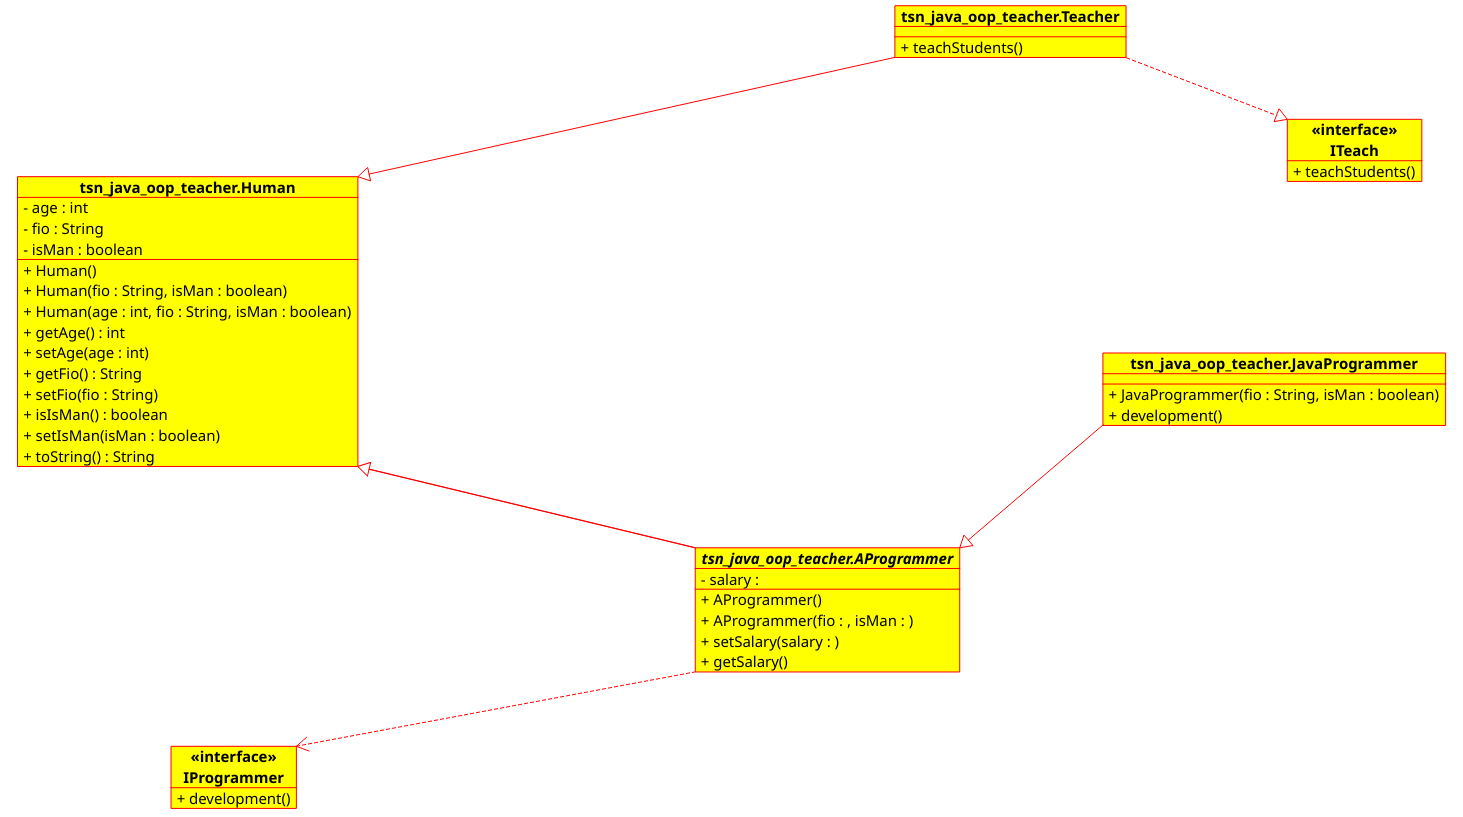 tsn_java_oop_teacher.Teacher
+ teachStudents()
«interface»
ITeach
+ teachStudents()
tsn_java_oop_teacher.Human
- age : int
- fio : String
- isMan : boolean
+ Human()
+ Human(fio : String, isMan : boolean)
+ Human(age : int, fio : String, isMan : boolean)
+ getAge() : int
+ setAge(age : int)
+ getFio() : String
+ setFio(fio : String)
+ isIsMan() : boolean
+ setIsMan(isMan : boolean)
+ toString() : String
tsn_java_oop_teacher.JavaProgrammer
+ JavaProgrammer(fio : String, isMan : boolean)
+ development()
tsn_java_oop_teacher.AProgrammer
- salary :
+ AProgrammer()
+ AProgrammer(fio : , isMan : )
+ setSalary(salary : )
+ getSalary()
«interface»
IProgrammer
+ development()